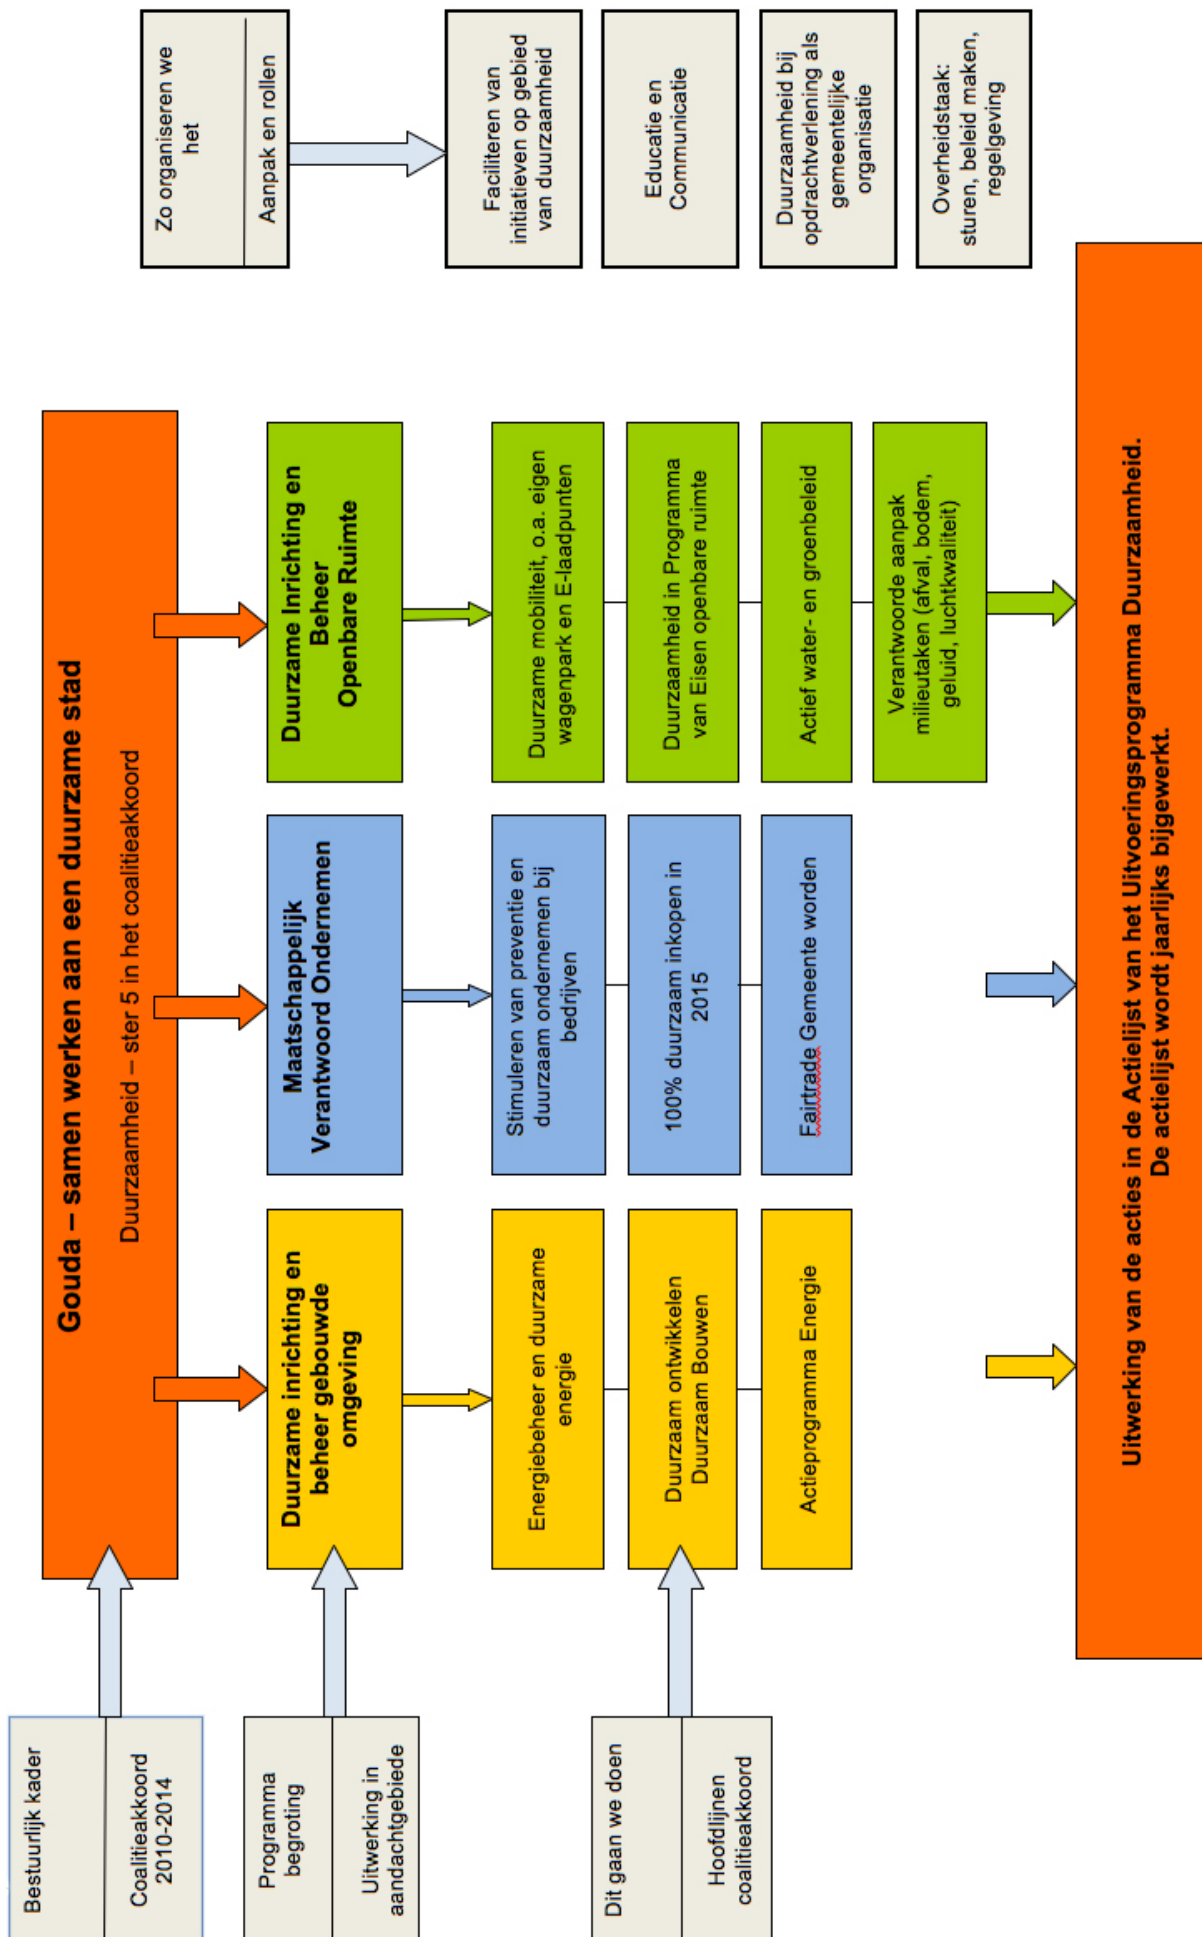 Bestuurlijk kader
Coalitieakkoord
2010-2014
Gouda – samen werken aan een duurzame stad
Duurzaamheid – ster 5 in het coalitieakkoord
Zo organiseren we
het
Aanpak en rollen
Programma
begroting
Uitwerking in
aandachtgebiede
Duurzame inrichting en
beheer gebouwde
omgeving
Maatschappelijk
Verantwoord Ondernemen
Duurzame Inrichting en
Beheer
Openbare Ruimte
Dit gaan we doen
Hoofdlijnen
coalitieakkoord
Energiebeheer en duurzame
energie
Duurzaam ontwikkelen
Duurzaam Bouwen
Actieprogramma Energie
Stimuleren van preventie en
duurzaam ondernemen bij
bedrijven
100% duurzaam inkopen in
2015
Fairtrade Gemeente worden
Duurzame mobiliteit, o.a. eigen
wagenpark en E-laadpunten
Duurzaamheid in Programma
van Eisen openbare ruimte
Actief water- en groenbeleid
Verantwoorde aanpak
milieutaken (afval, bodem,
geluid, luchtkwaliteit)
Faciliteren van
initiatieven op gebied
van duurzaamheid
Educatie en
Communicatie
Duurzaamheid bij
opdrachtverlening als
gemeentelijke
organisatie
Overheidstaak:
sturen, beleid maken,
regelgeving
Uitwerking van de acties in de Actielijst van het Uitvoeringsprogramma Duurzaamheid.
De actielijst wordt jaarlijks bijgewerkt.